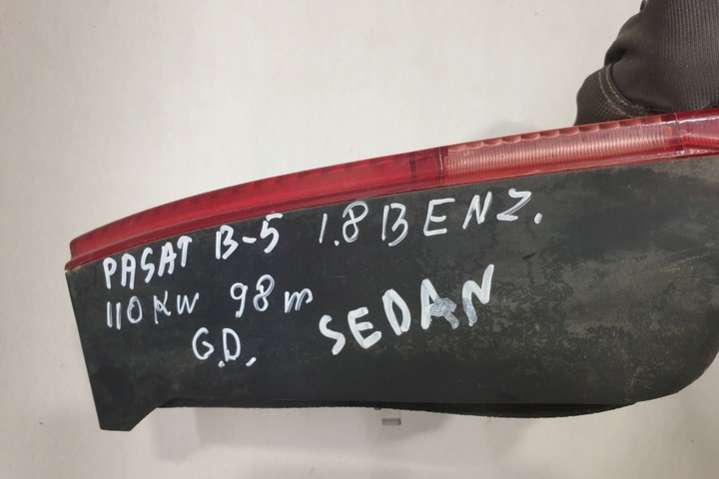 PASAT B-5 1.8 BENZ.
110 KW 98 m
G.D. SEDAN